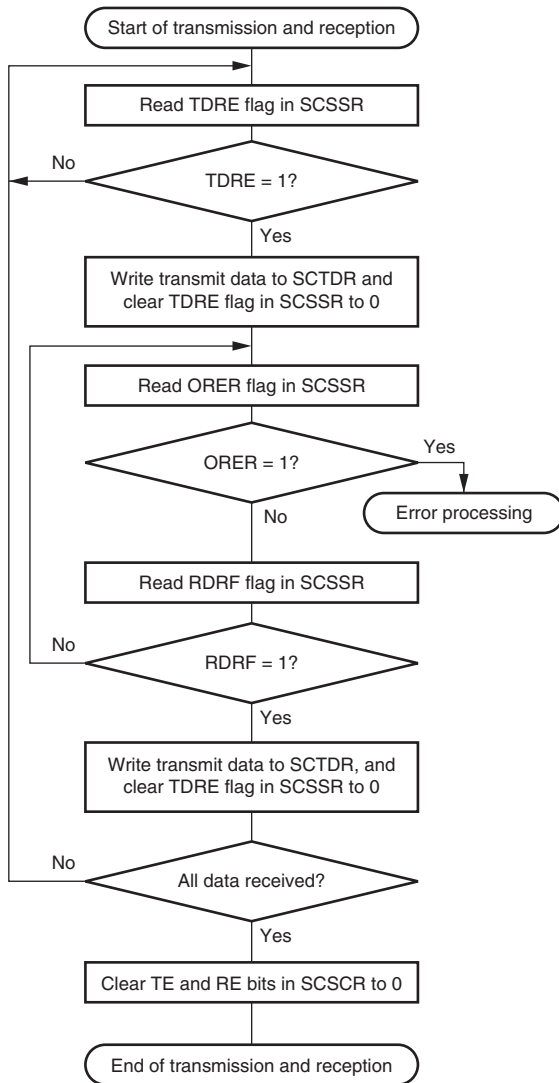 Start of transmission and reception
Read TDRE flag in SCSSR
No
TDRE = 1?
Yes
Write transmit data to SCTDR and
clear TDRE flag in SCSSR to 0
Read ORER flag in SCSSR
Yes
ORER = 1?
Error processing
No
Read RDRF flag in SCSSR
No
RDRF = 1?
Yes
Write transmit data to SCTDR, and
clear TDRE flag in SCSSR to 0
No
All data received?
Yes
Clear TE and RE bits in SCSCR to 0
End of transmission and reception